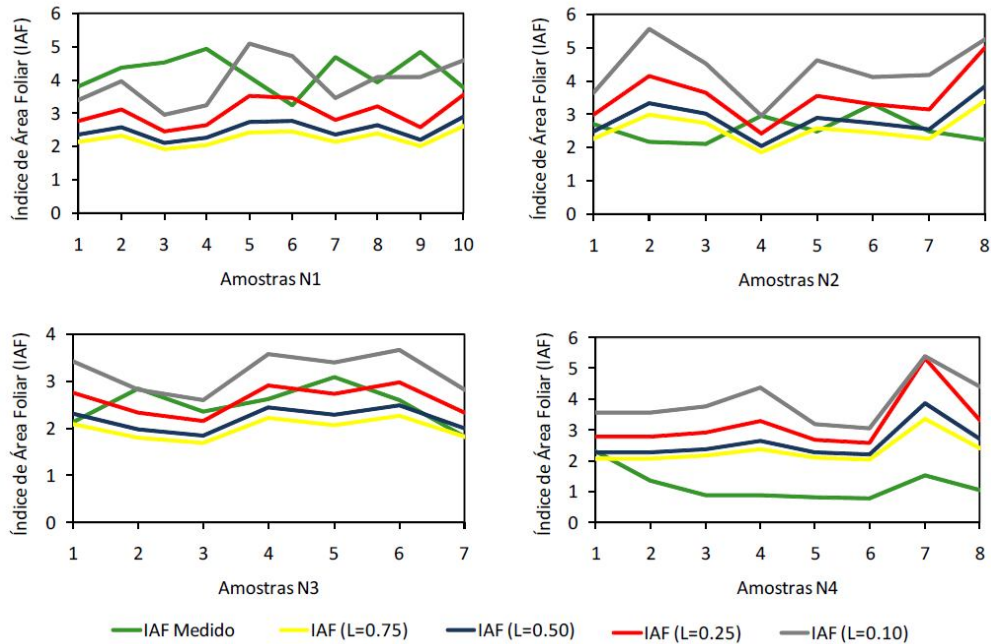 Índice de Área Foliar (IAF)
6
5
4
3
2
1
0
1 2 3 4 5 6 7 8 9 10
Amostras N1
Índice de Área Foliar (IAF)
6
5
4
3
2
1
0
1 2 3 4 5 6 7 8
Amostras N2
Índice de Área Foliar (IAF)
4
3
2
1
0
1 2 3 4 5 6 7
Amostras N3
Índice de Área Foliar (IAF)
6
5
4
3
2
1
0
1 2 3 4 5 6 7 8
Amostras N4
IAF Medido IAF (L=0.75) IAF (L=0.50) IAF (L=0.25) IAF (L=0.10)